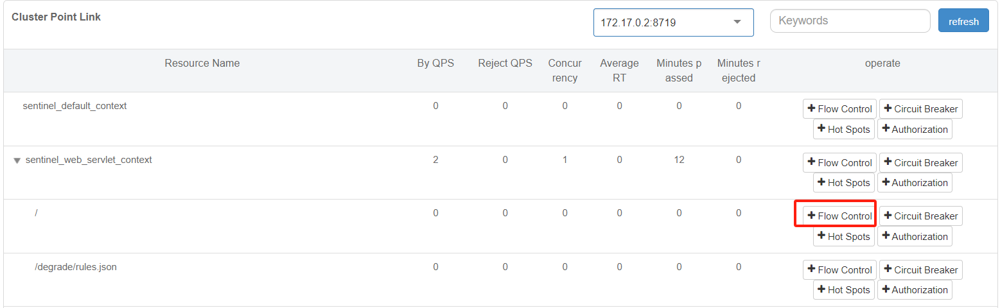 Cluster Point Link
172.17.0.2:8719
Keywords
refresh
Resource Name By QPS Reject QPS Concur Average Minutes p Minutes r operate
rrency RT assed ejected
sentinel_default_context 0 0 0 0 0 0 + Flow Control + Circuit Breaker
+ Hot Spots + Authorization
sentinel_web_servlet_context 2 0 1 0 12 0 + Flow Control + Circuit Breaker
+ Hot Spots + Authorization
/ 0 0 0 0 0 0 + Flow Control + Circuit Breaker
+ Hot Spots + Authorization
/degrade/rules.json 0 0 0 0 0 0 + Flow Control + Circuit Breaker
+ Hot Spots + Authorization